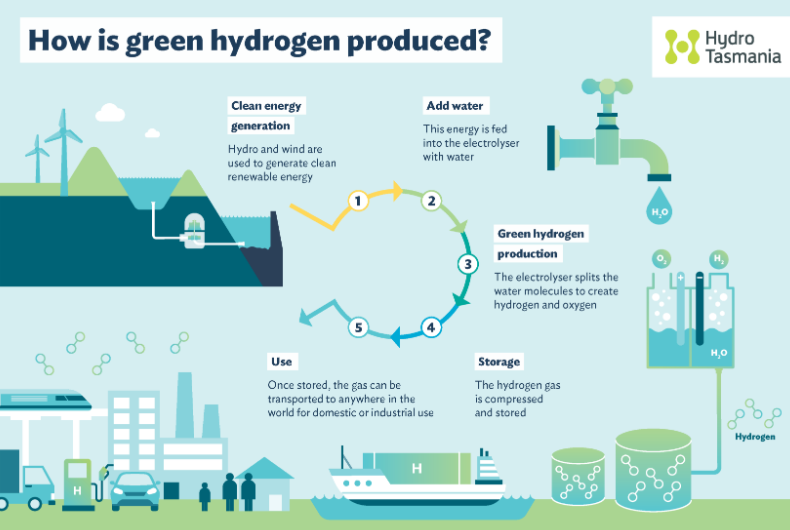 How is green hydrogen produced?
Hydro
Tasmania
Clean energy
generation
Hydro and wind are
used to generate clean
renewable energy
Add water
This energy is fed
into the electrolyser
with water
H₂O
1
2
3
4
5
Green hydrogen
production
The electrolyser splits the
water molecules to create
hydrogen and oxygen
O₂
H₂
+
-
H₂O
Use
Once stored, the gas can be
transported to anywhere in the
world for domestic or industrial use
Storage
The hydrogen gas
is compressed
and stored
Hydrogen
H
H